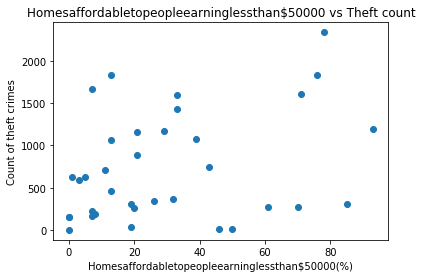 Homesaffordabletopeopleearninglessthan$50000 vs Theft count
Count of theft crimes
2000
1500
1000
500
0
0 20 40 60 80
Homesaffordabletopeopleearninglessthan$50000(%)